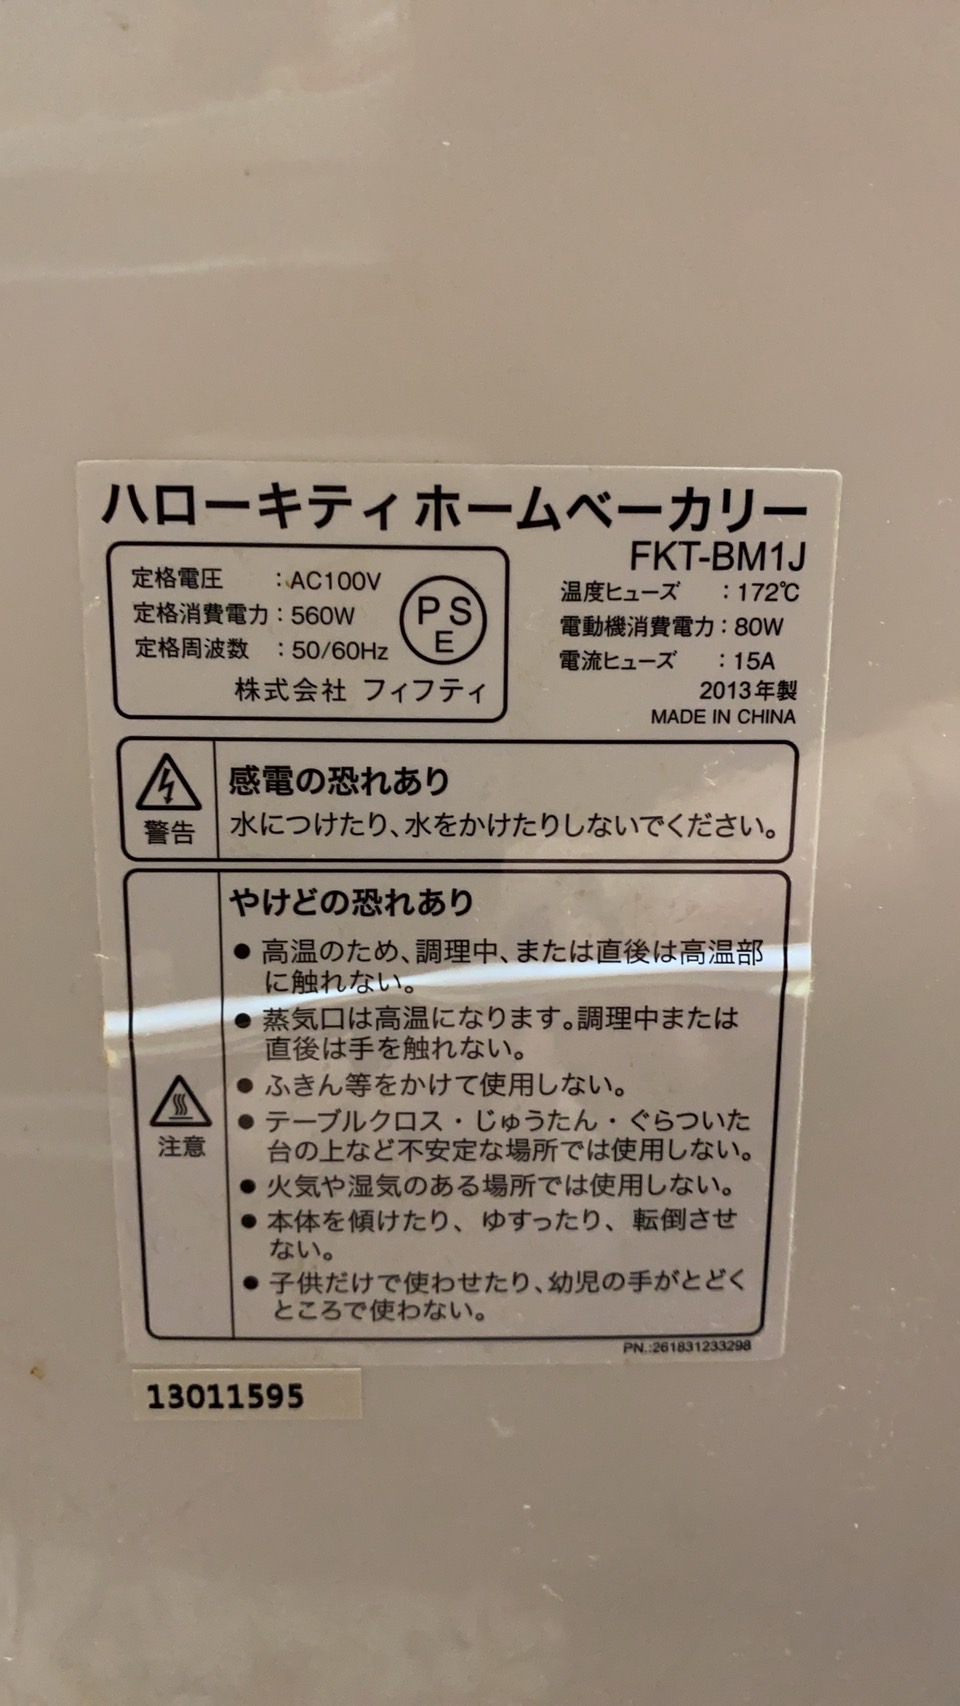 ハローキティ ホームベーカリー
FKT-BM1J
定格電圧 : AC100V
定格消費電力 : 560W
定格周波数 : 50/60Hz
PSE
株式会社 フィフティ
温度ヒューズ : 172℃
電動機消費電力 : 80W
電流ヒューズ : 15A
2013年製
MADE IN CHINA
警告
感電の恐れあり
水につけたり、水をかけたりしないでください。
注意
やけどの恐れあり
● 高温のため、調理中、または直後は高温部
に触れない。
● 蒸気口は高温になります。調理中または
直後は手を触れない。
● ふきん等をかけて使用しない。
● テーブルクロス・じゅうたん・ぐらついた
台の上など不安定な場所では使用しない。
● 火気や湿気のある場所では使用しない。
● 本体を傾けたり、ゆすったり、転倒させ
ない。
● 子供だけで使わせたり、幼児の手がとどく
ところで使わない。
PN.:261831233298
13011595